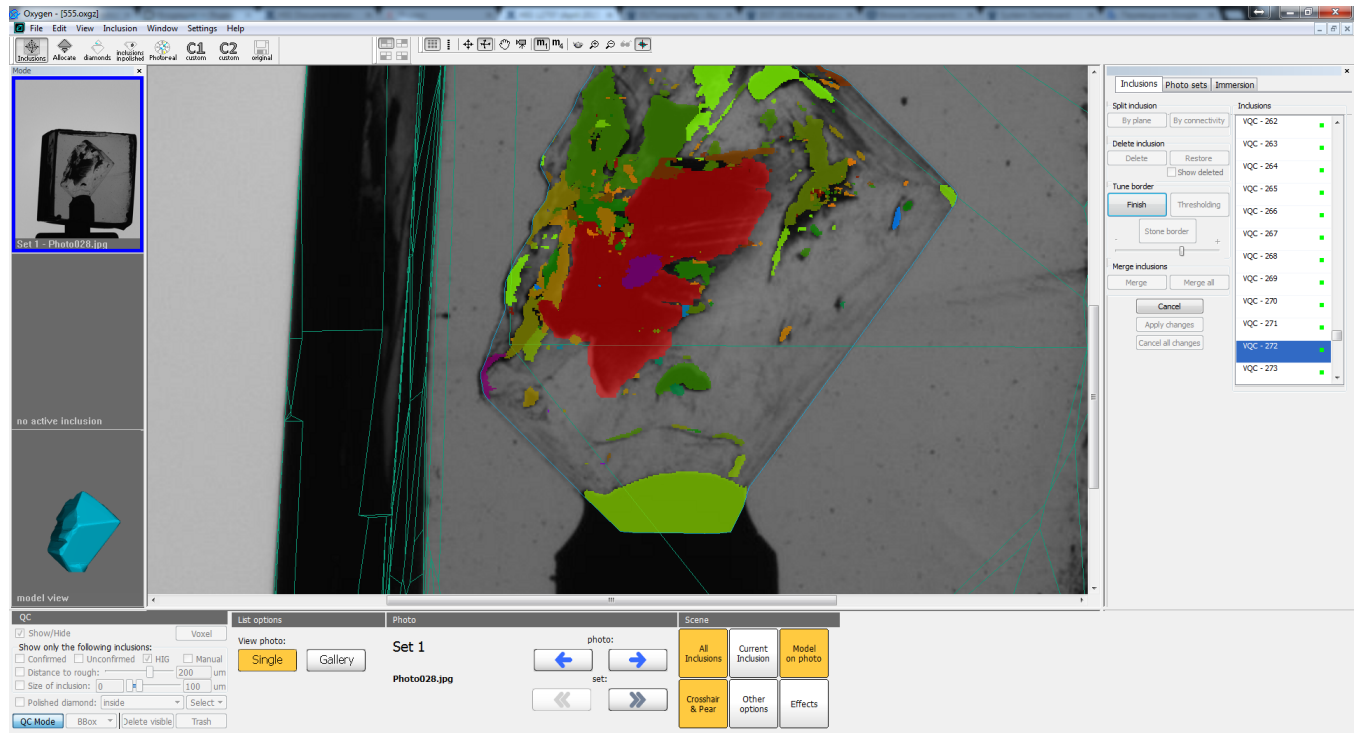 Oxygen - [555.oxgz]
File Edit View Inclusion Window Settings Help
Inclusions Allocate diamonds inclusions inpolished Photoreal C1 custom C2 custom original
m₁ m₆
Mode
Set 1 - Photo028.jpg
no active inclusion
model view
Inclusions Photo sets Immersion
Split inclusion
By plane By connectivity
Delete inclusion
Delete Restore
Show deleted
Tune border
Finish Thresholding
Stone border
- +
Merge inclusions
Merge Merge all
Cancel
Apply changes
Cancel all changes
Inclusions
VQC - 262
VQC - 263
VQC - 264
VQC - 265
VQC - 266
VQC - 267
VQC - 268
VQC - 269
VQC - 270
VQC - 271
VQC - 272
VQC - 273
QC
Show/Hide Voxel
Show only the following inclusions:
Confirmed Unconfirmed HIG Manual
Distance to rough: 200 um
Size of inclusion: 0 100 um
Polished diamond: inside Select
QC Mode BBox Delete visible Trash
List options
View photo:
Single Gallery
Photo
Set 1
Photo028.jpg
photo:
set:
Scene
All Inclusions
Current Inclusion
Model on photo
Crosshair & Pear
Other options
Effects